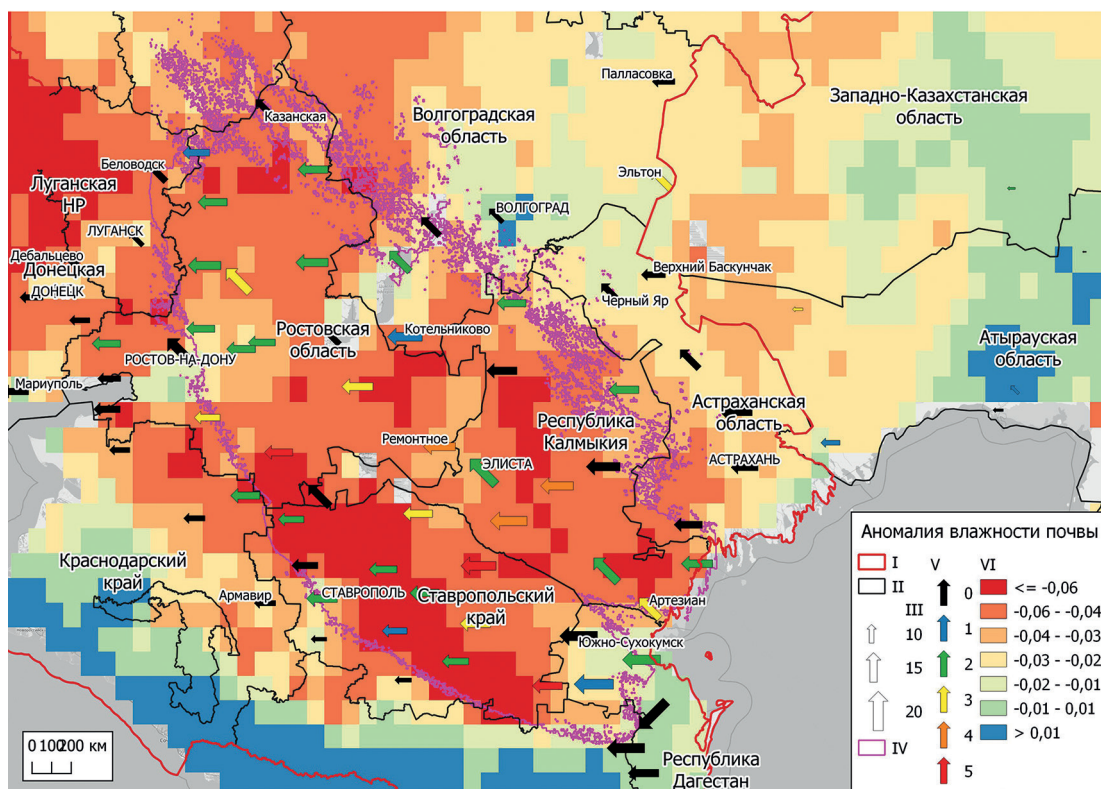 Палласовка
Западно-Казахстанская
область
Волгоградская
область
Казанская
Беловодск
Эльтон
Луганская
НР
ВОЛГОГРАД
ЛУГАНСК
Дебальцево
Верхний Баскунчак
Донецкая
ДОНЕЦК
Черный Яр
Ростовская
область
Котельниково
Атырауская
область
РОСТОВ-НА-ДОНУ
Мариуполь
Астраханская
область
Республика
Калмыкия
Ремонтное
ЭЛИСТА
АСТРАХАНЬ
Краснодарский
край
Армавир
СТАВРОПОЛЬ
Ставропольский
край
Артезиан
Южно-Сухокумск
Республика
Дагестан
0 100 200 км
Аномалия влажности почвы
I
II
III
10
15
20
IV
V
0
1
2
3
4
5
VI
<= -0,06
-0,06 - -0,04
-0,04 - -0,03
-0,03 - -0,02
-0,02 - -0,01
-0,01 - 0,01
> 0,01